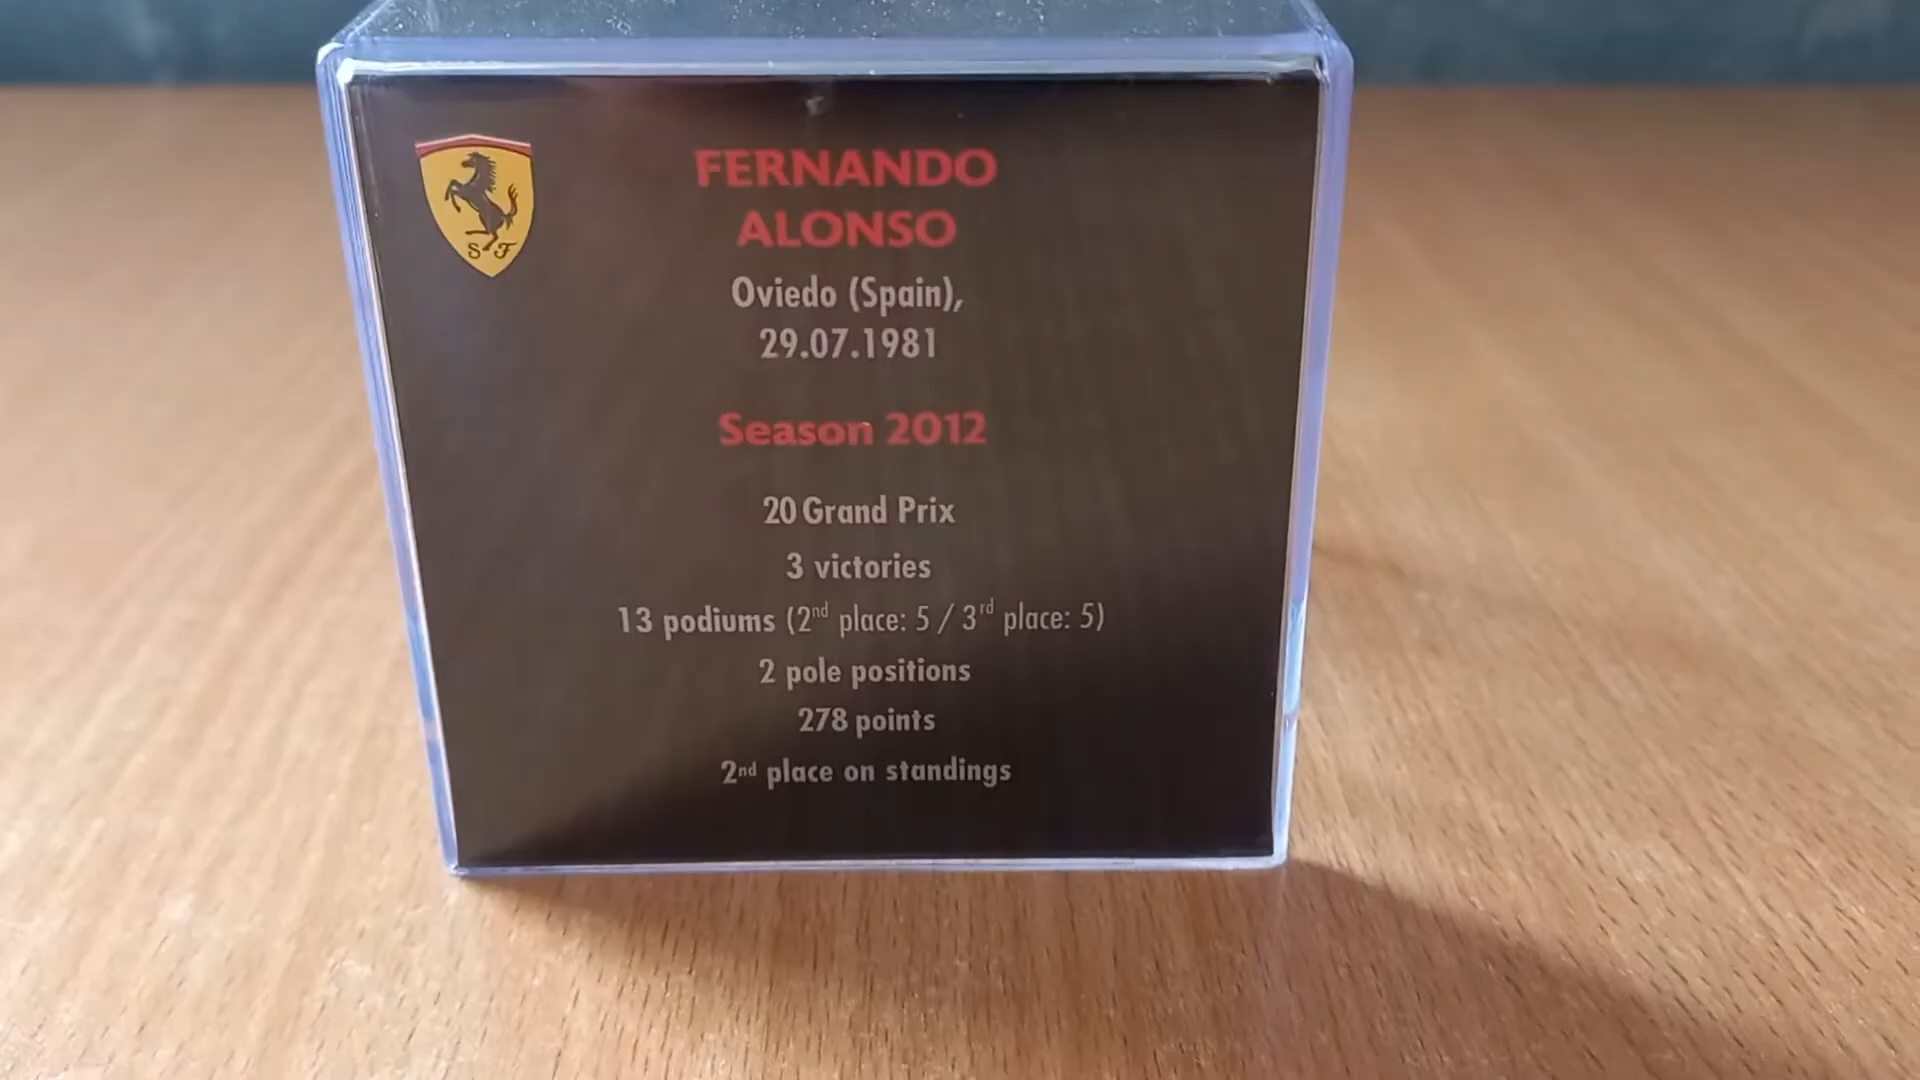 S F
FERNANDO
ALONSO
Oviedo (Spain),
29.07.1981
Season 2012
20 Grand Prix
3 victories
13 podiums (2nd place: 5 / 3rd place: 5)
2 pole positions
278 points
2nd place on standings